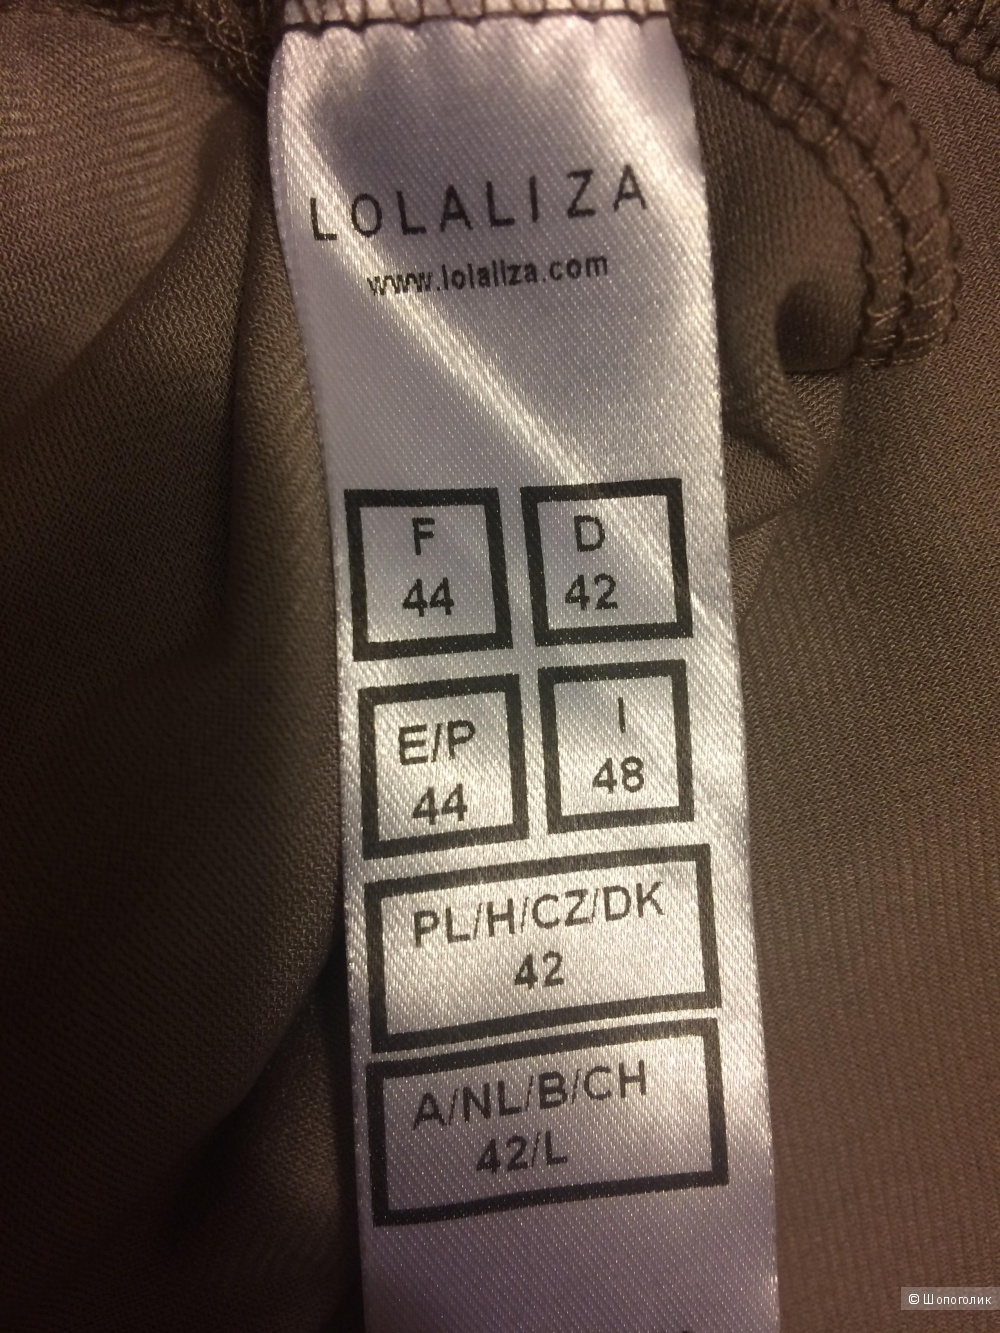 LOLALIZA
www.lolaliza.com
F D
44 42
E/P I
44 48
PL/H/CZ/DK
42
A/NL/B/CH
42/L
© Шопоголик